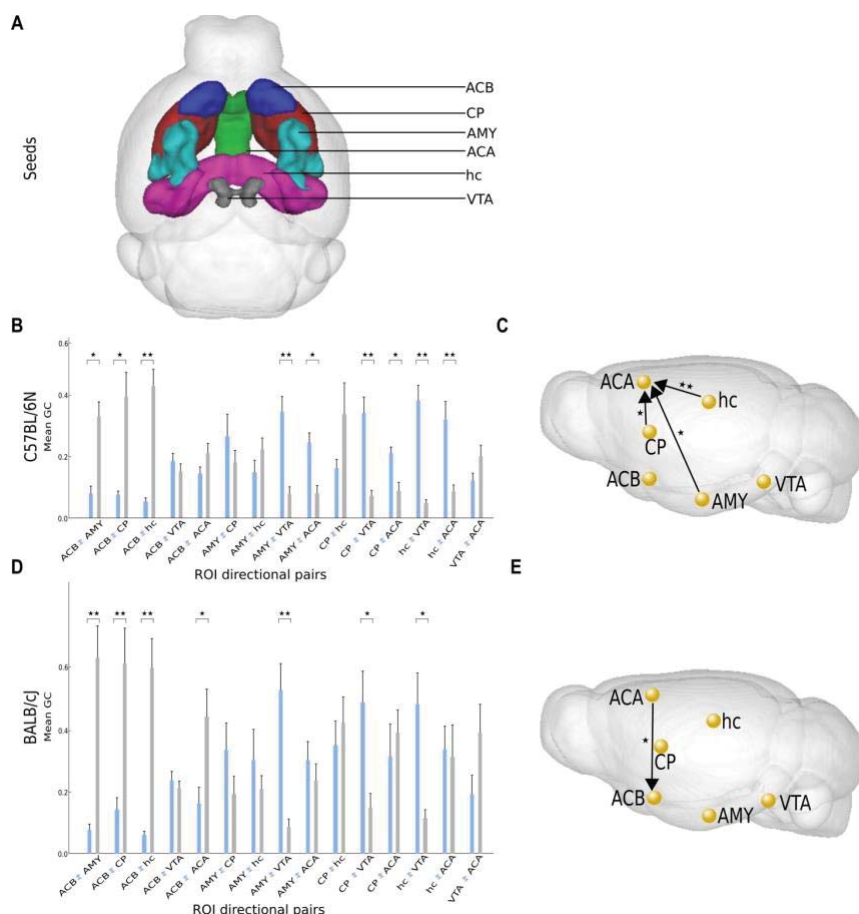 A
Seeds
ACB
CP
AMY
ACA
hc
VTA
B
C57BL/6N
Mean GC
0.6
0.4
0.2
0.0
★ ★ ★★ ★★ ★ ★★ ★ ★★ ★★
ACB ⇄ AMY
ACB ⇄ CP
ACB ⇄ hc
ACB ⇄ VTA
ACB ⇄ ACA
AMY ⇄ CP
AMY ⇄ hc
AMY ⇄ VTA
AMY ⇄ ACA
CP ⇄ hc
CP ⇄ VTA
CP ⇄ ACA
hc ⇄ VTA
hc ⇄ ACA
VTA ⇄ ACA
ROI directional pairs
C
ACA
★★
hc
★
★
CP
ACB
AMY
VTA
D
BALB/cJ
Mean GC
0.6
0.4
0.2
0.0
★★ ★★ ★★ ★ ★★ ★ ★
ACB ⇄ AMY
ACB ⇄ CP
ACB ⇄ hc
ACB ⇄ VTA
ACB ⇄ ACA
AMY ⇄ CP
AMY ⇄ hc
AMY ⇄ VTA
AMY ⇄ ACA
CP ⇄ hc
CP ⇄ VTA
CP ⇄ ACA
hc ⇄ VTA
hc ⇄ ACA
VTA ⇄ ACA
ROI directional pairs
E
ACA
hc
★
CP
ACB
AMY
VTA